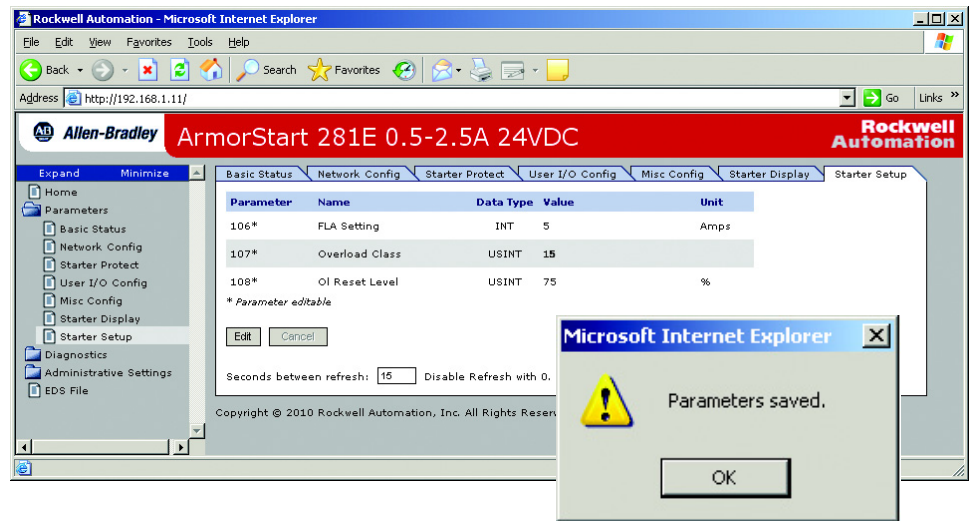 Rockwell Automation - Microsoft Internet Explorer
File Edit View Favorites Tools Help
Back Search Favorites
Address http://192.168.1.11/ Go Links »
AB Allen-Bradley ArmorStart 281E 0.5-2.5A 24VDC Rockwell
Automation
Expand Minimize
Home
Parameters
Basic Status
Network Config
Starter Protect
User I/O Config
Misc Config
Starter Display
Starter Setup
Diagnostics
Administrative Settings
EDS File
Basic Status Network Config Starter Protect User I/O Config Misc Config Starter Display Starter Setup
Parameter Name Data Type Value Unit
106* FLA Setting INT 5 Amps
107* Overload Class USINT 15
108* Ol Reset Level USINT 75 %
* Parameter editable
Edit Cancel
Seconds between refresh: 15 Disable Refresh with 0.
Copyright © 2010 Rockwell Automation, Inc. All Rights
Microsoft Internet Explorer
Parameters saved.
OK